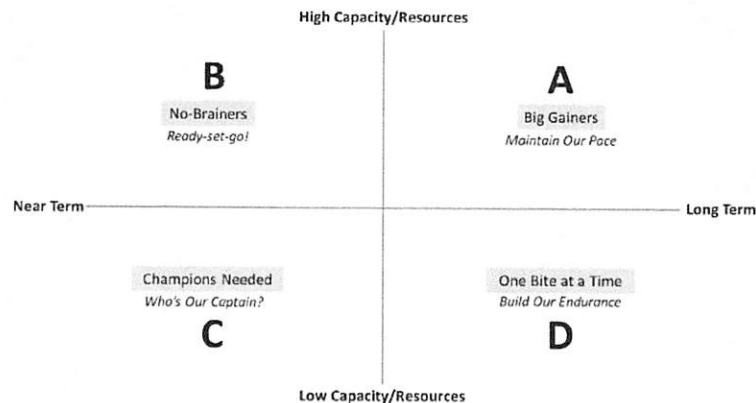 High Capacity/Resources
B
No-Brainers
Ready-set-go!
A
Big Gainers
Maintain Our Pace
Near Term
Long Term
Champions Needed
Who's Our Captain?
C
One Bite at a Time
Build Our Endurance
D
Low Capacity/Resources